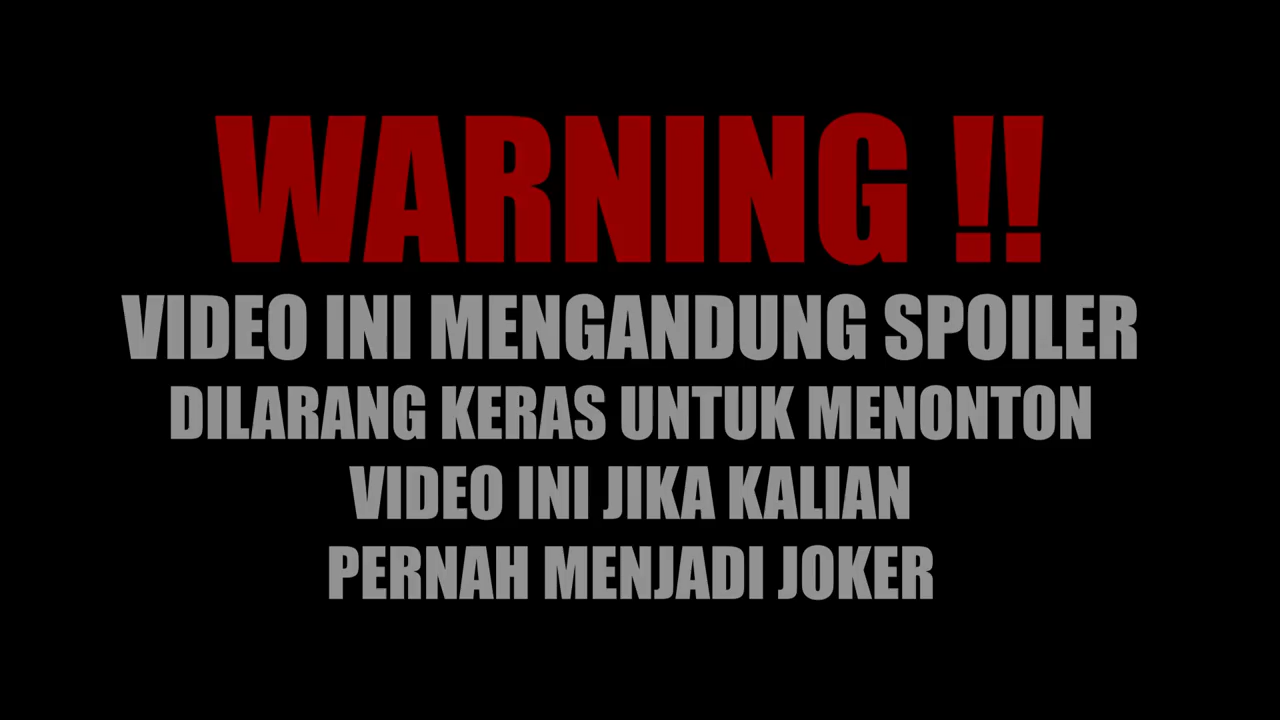 WARNING !!
VIDEO INI MENGANDUNG SPOILER
DILARANG KERAS UNTUK MENONTON
VIDEO INI JIKA KALIAN
PERNAH MENJADI JOKER